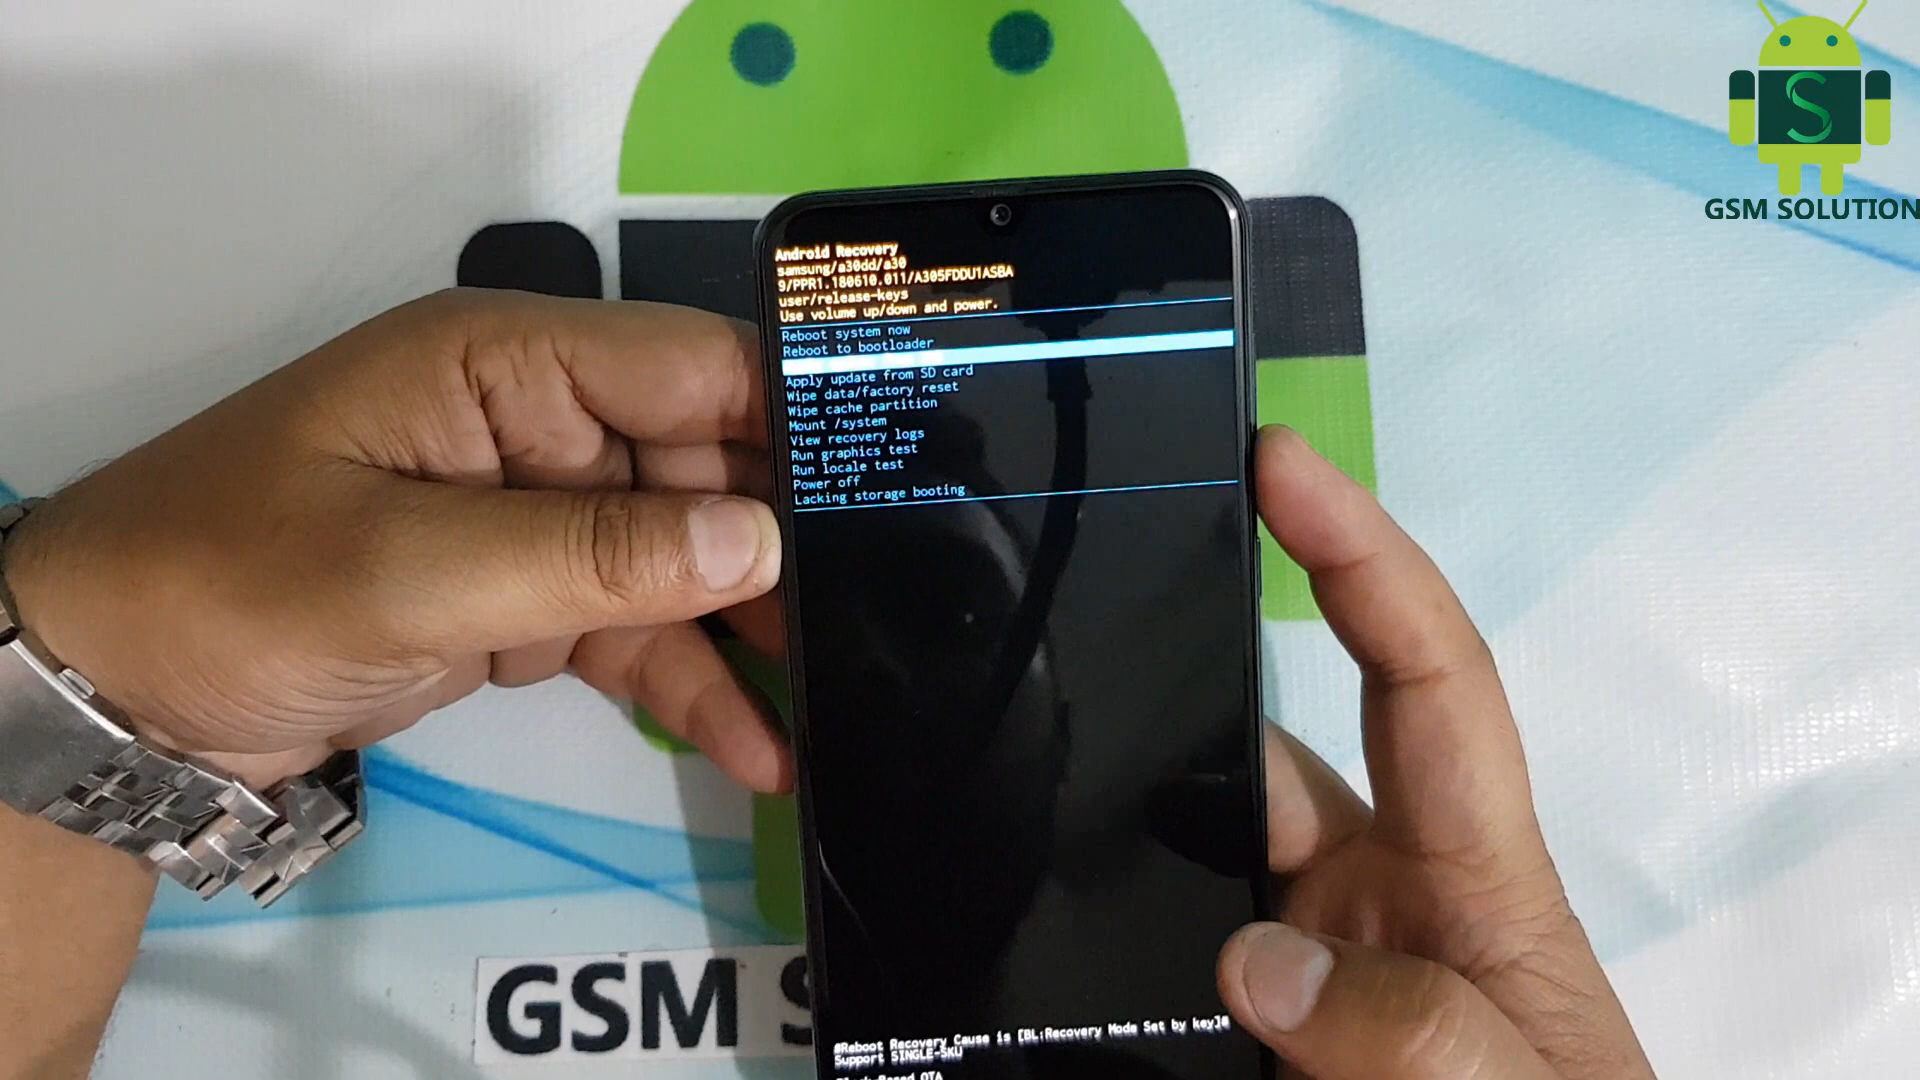 S
GSM SOLUTION
Android Recovery
samsung/a30dd/a30
9/PPR1.180610.011/A305FDDU1ASBA
user/release-keys
Use volume up/down and power.
Reboot system now
Reboot to bootloader
Apply update from SD card
Wipe data/factory reset
Wipe cache partition
Mount /system
View recovery logs
Run graphics test
Run locale test
Power off
Lacking storage booting
#Reboot Recovery Cause is [BL:Recovery Mode Set by key]#
Support SINGLE-SKU
Block-Based OTA
GSM S